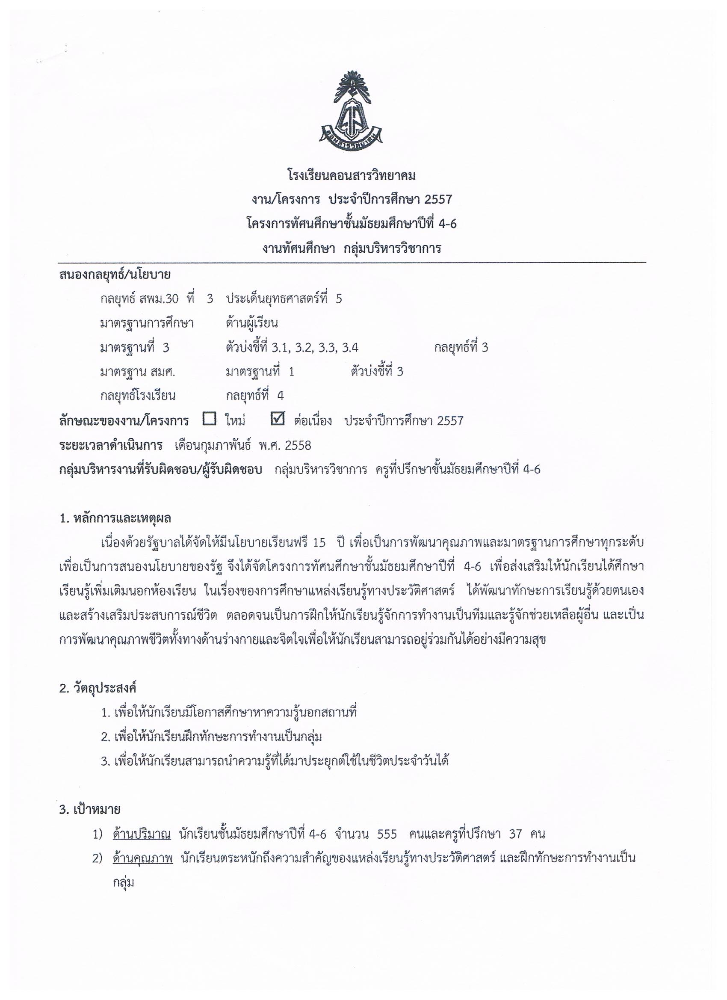 คอนสารวิทยาคม
โรงเรียนคอนสารวิทยาคม
งาน/โครงการ ประจำปีการศึกษา 2557
โครงการทัศนศึกษาชั้นมัธยมศึกษาปีที่ 4-6
งานทัศนศึกษา กลุ่มบริหารวิชาการ
สนองกลยุทธ์/นโยบาย
กลยุทธ์ สพม.30 ที่ 3 ประเด็นยุทธศาสตร์ที่ 5
มาตรฐานการศึกษา ด้านผู้เรียน
มาตรฐานที่ 3 ตัวบ่งชี้ที่ 3.1, 3.2, 3.3, 3.4 กลยุทธ์ที่ 3
มาตรฐาน สมศ. มาตรฐานที่ 1 ตัวบ่งชี้ที่ 3
กลยุทธ์โรงเรียน กลยุทธ์ที่ 4
ลักษณะของงาน/โครงการ ☐ ใหม่ ☑ ต่อเนื่อง ประจำปีการศึกษา 2557
ระยะเวลาดำเนินการ เดือนกุมภาพันธ์ พ.ศ. 2558
กลุ่มบริหารงานที่รับผิดชอบ/ผู้รับผิดชอบ กลุ่มบริหารวิชาการ ครูที่ปรึกษาชั้นมัธยมศึกษาปีที่ 4-6
1. หลักการและเหตุผล
เนื่องด้วยรัฐบาลได้จัดให้มีนโยบายเรียนฟรี 15 ปี เพื่อเป็นการพัฒนาคุณภาพและมาตรฐานการศึกษาทุกระดับ
เพื่อเป็นการสนองนโยบายของรัฐ จึงได้จัดโครงการทัศนศึกษาชั้นมัธยมศึกษาปีที่ 4-6 เพื่อส่งเสริมให้นักเรียนได้ศึกษา
เรียนรู้เพิ่มเติมนอกห้องเรียน ในเรื่องของการศึกษาแหล่งเรียนรู้ทางประวัติศาสตร์ ได้พัฒนาทักษะการเรียนรู้ด้วยตนเอง
และสร้างเสริมประสบการณ์ชีวิต ตลอดจนเป็นการฝึกให้นักเรียนรู้จักการทำงานเป็นทีมและรู้จักช่วยเหลือผู้อื่น และเป็น
การพัฒนาคุณภาพชีวิตทั้งทางด้านร่างกายและจิตใจเพื่อให้นักเรียนสามารถอยู่ร่วมกันได้อย่างมีความสุข
2. วัตถุประสงค์
1. เพื่อให้นักเรียนมีโอกาสศึกษาหาความรู้นอกสถานที่
2. เพื่อให้นักเรียนฝึกทักษะการทำงานเป็นกลุ่ม
3. เพื่อให้นักเรียนสามารถนำความรู้ที่ได้มาประยุกต์ใช้ในชีวิตประจำวันได้
3. เป้าหมาย
1) ด้านปริมาณ นักเรียนชั้นมัธยมศึกษาปีที่ 4-6 จำนวน 555 คนและครูที่ปรึกษา 37 คน
2) ด้านคุณภาพ นักเรียนตระหนักถึงความสำคัญของแหล่งเรียนรู้ทางประวัติศาสตร์ และฝึกทักษะการทำงานเป็น
กลุ่ม